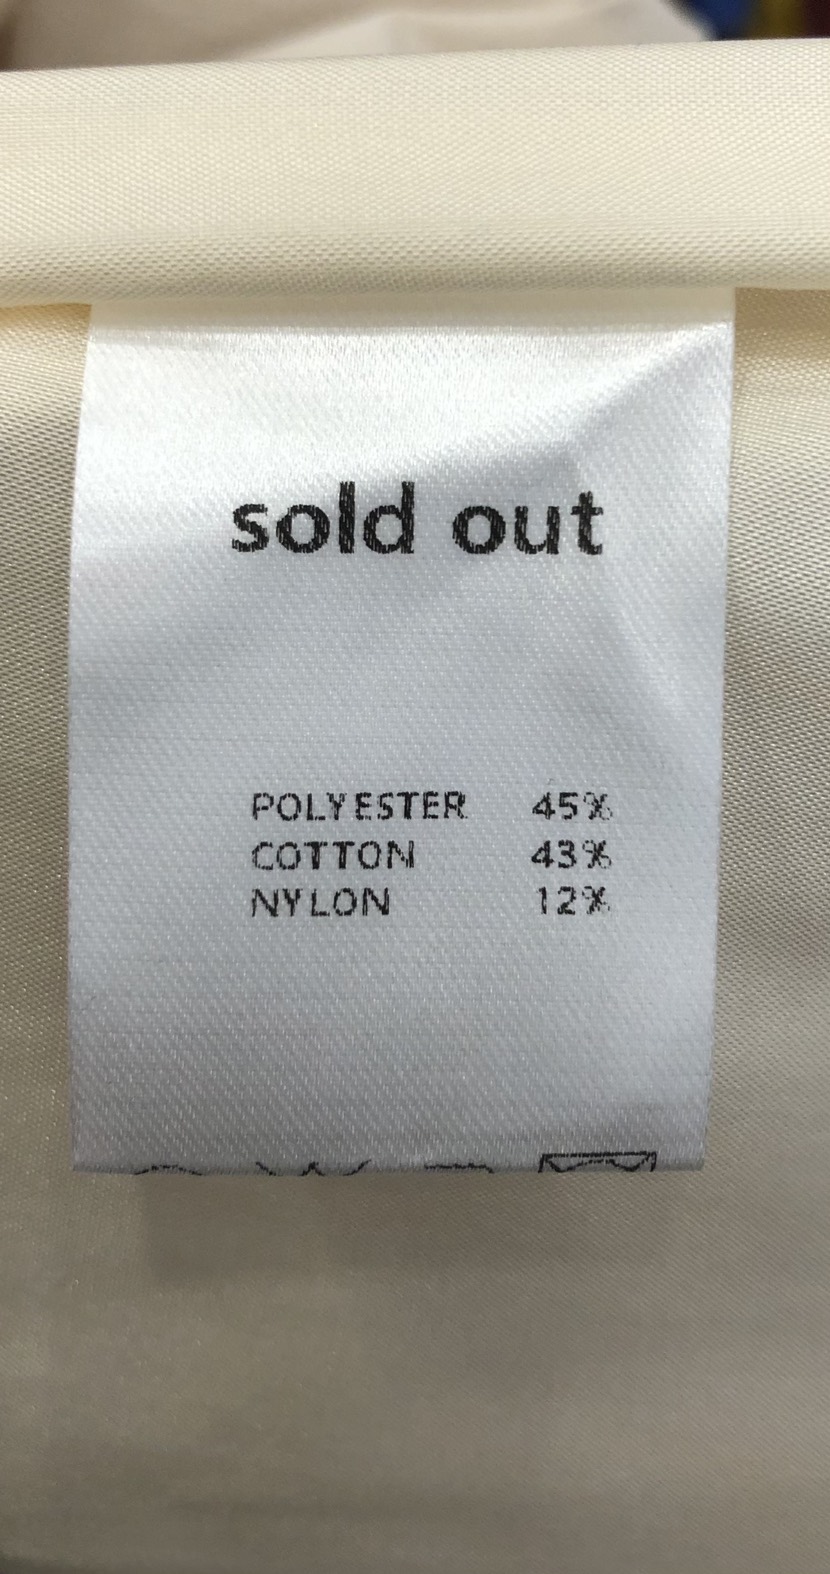 sold out
POLYESTER 45%
COTTON 43%
NYLON 12%